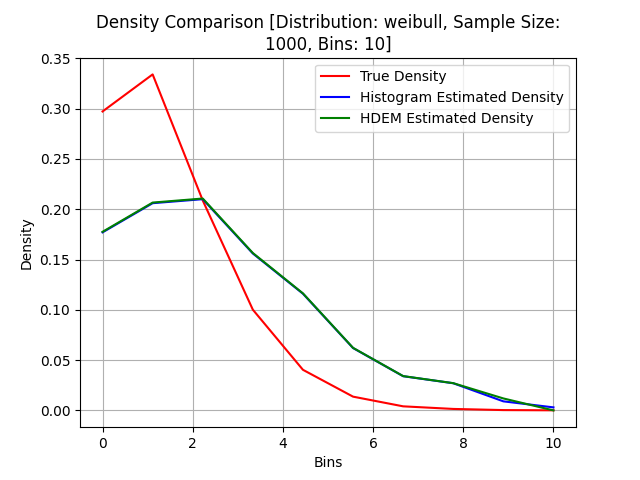 Density Comparison [Distribution: weibull, Sample Size:
1000, Bins: 10]
True Density
Histogram Estimated Density
HDEM Estimated Density
Density
0.35
0.30
0.25
0.20
0.15
0.10
0.05
0.00
0 2 4 6 8 10
Bins